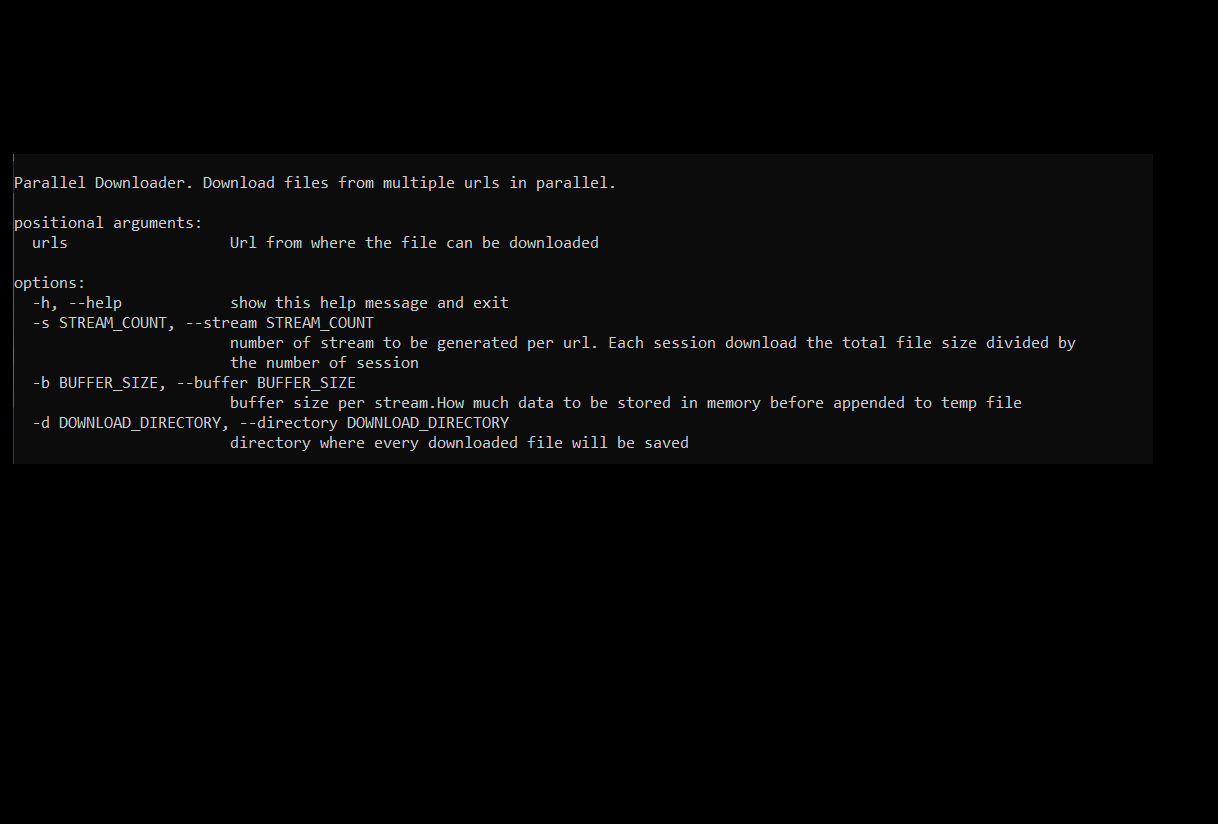 Parallel Downloader. Download files from multiple urls in parallel.
positional arguments:
urls Url from where the file can be downloaded
options:
-h, --help show this help message and exit
-s STREAM_COUNT, --stream STREAM_COUNT
number of stream to be generated per url. Each session download the total file size divided by
the number of session
-b BUFFER_SIZE, --buffer BUFFER_SIZE
buffer size per stream.How much data to be stored in memory before appended to temp file
-d DOWNLOAD_DIRECTORY, --directory DOWNLOAD_DIRECTORY
directory where every downloaded file will be saved